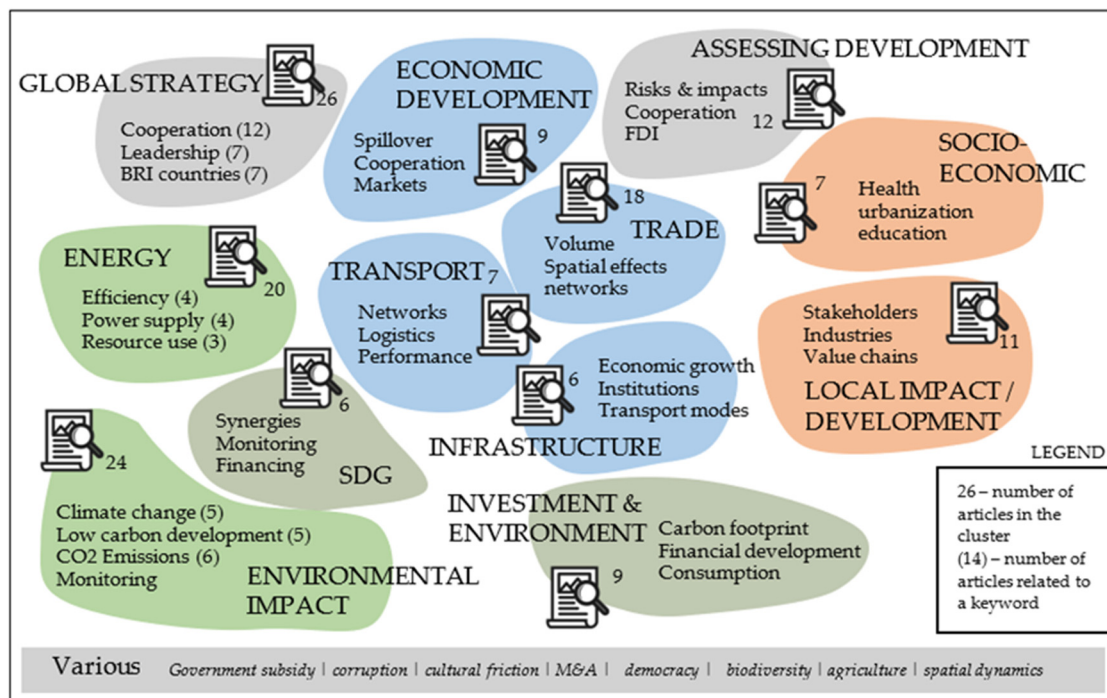 GLOBAL STRATEGY
26
Cooperation (12)
Leadership (7)
BRI countries (7)
ECONOMIC
DEVELOPMENT
9
Spillover
Cooperation
Markets
ASSESSING DEVELOPMENT
Risks & impacts
Cooperation
FDI
12
SOCIO-
ECONOMIC
7
Health
urbanization
education
18
TRADE
Volume
Spatial effects
networks
ENERGY
20
Efficiency (4)
Power supply (4)
Resource use (3)
TRANSPORT
7
Networks
Logistics
Performance
Stakeholders
Industries
Value chains
11
LOCAL IMPACT /
DEVELOPMENT
6
Economic growth
Institutions
Transport modes
INFRASTRUCTURE
6
Synergies
Monitoring
Financing
SDG
24
Climate change (5)
Low carbon development (5)
CO2 Emissions (6)
Monitoring
ENVIRONMENTAL
IMPACT
INVESTMENT &
ENVIRONMENT
Carbon footprint
Financial development
Consumption
9
LEGEND
26 – number of
articles in the
cluster
(14) – number of
articles related to
a keyword
Various Government subsidy | corruption | cultural friction | M&A | democracy | biodiversity | agriculture | spatial dynamics